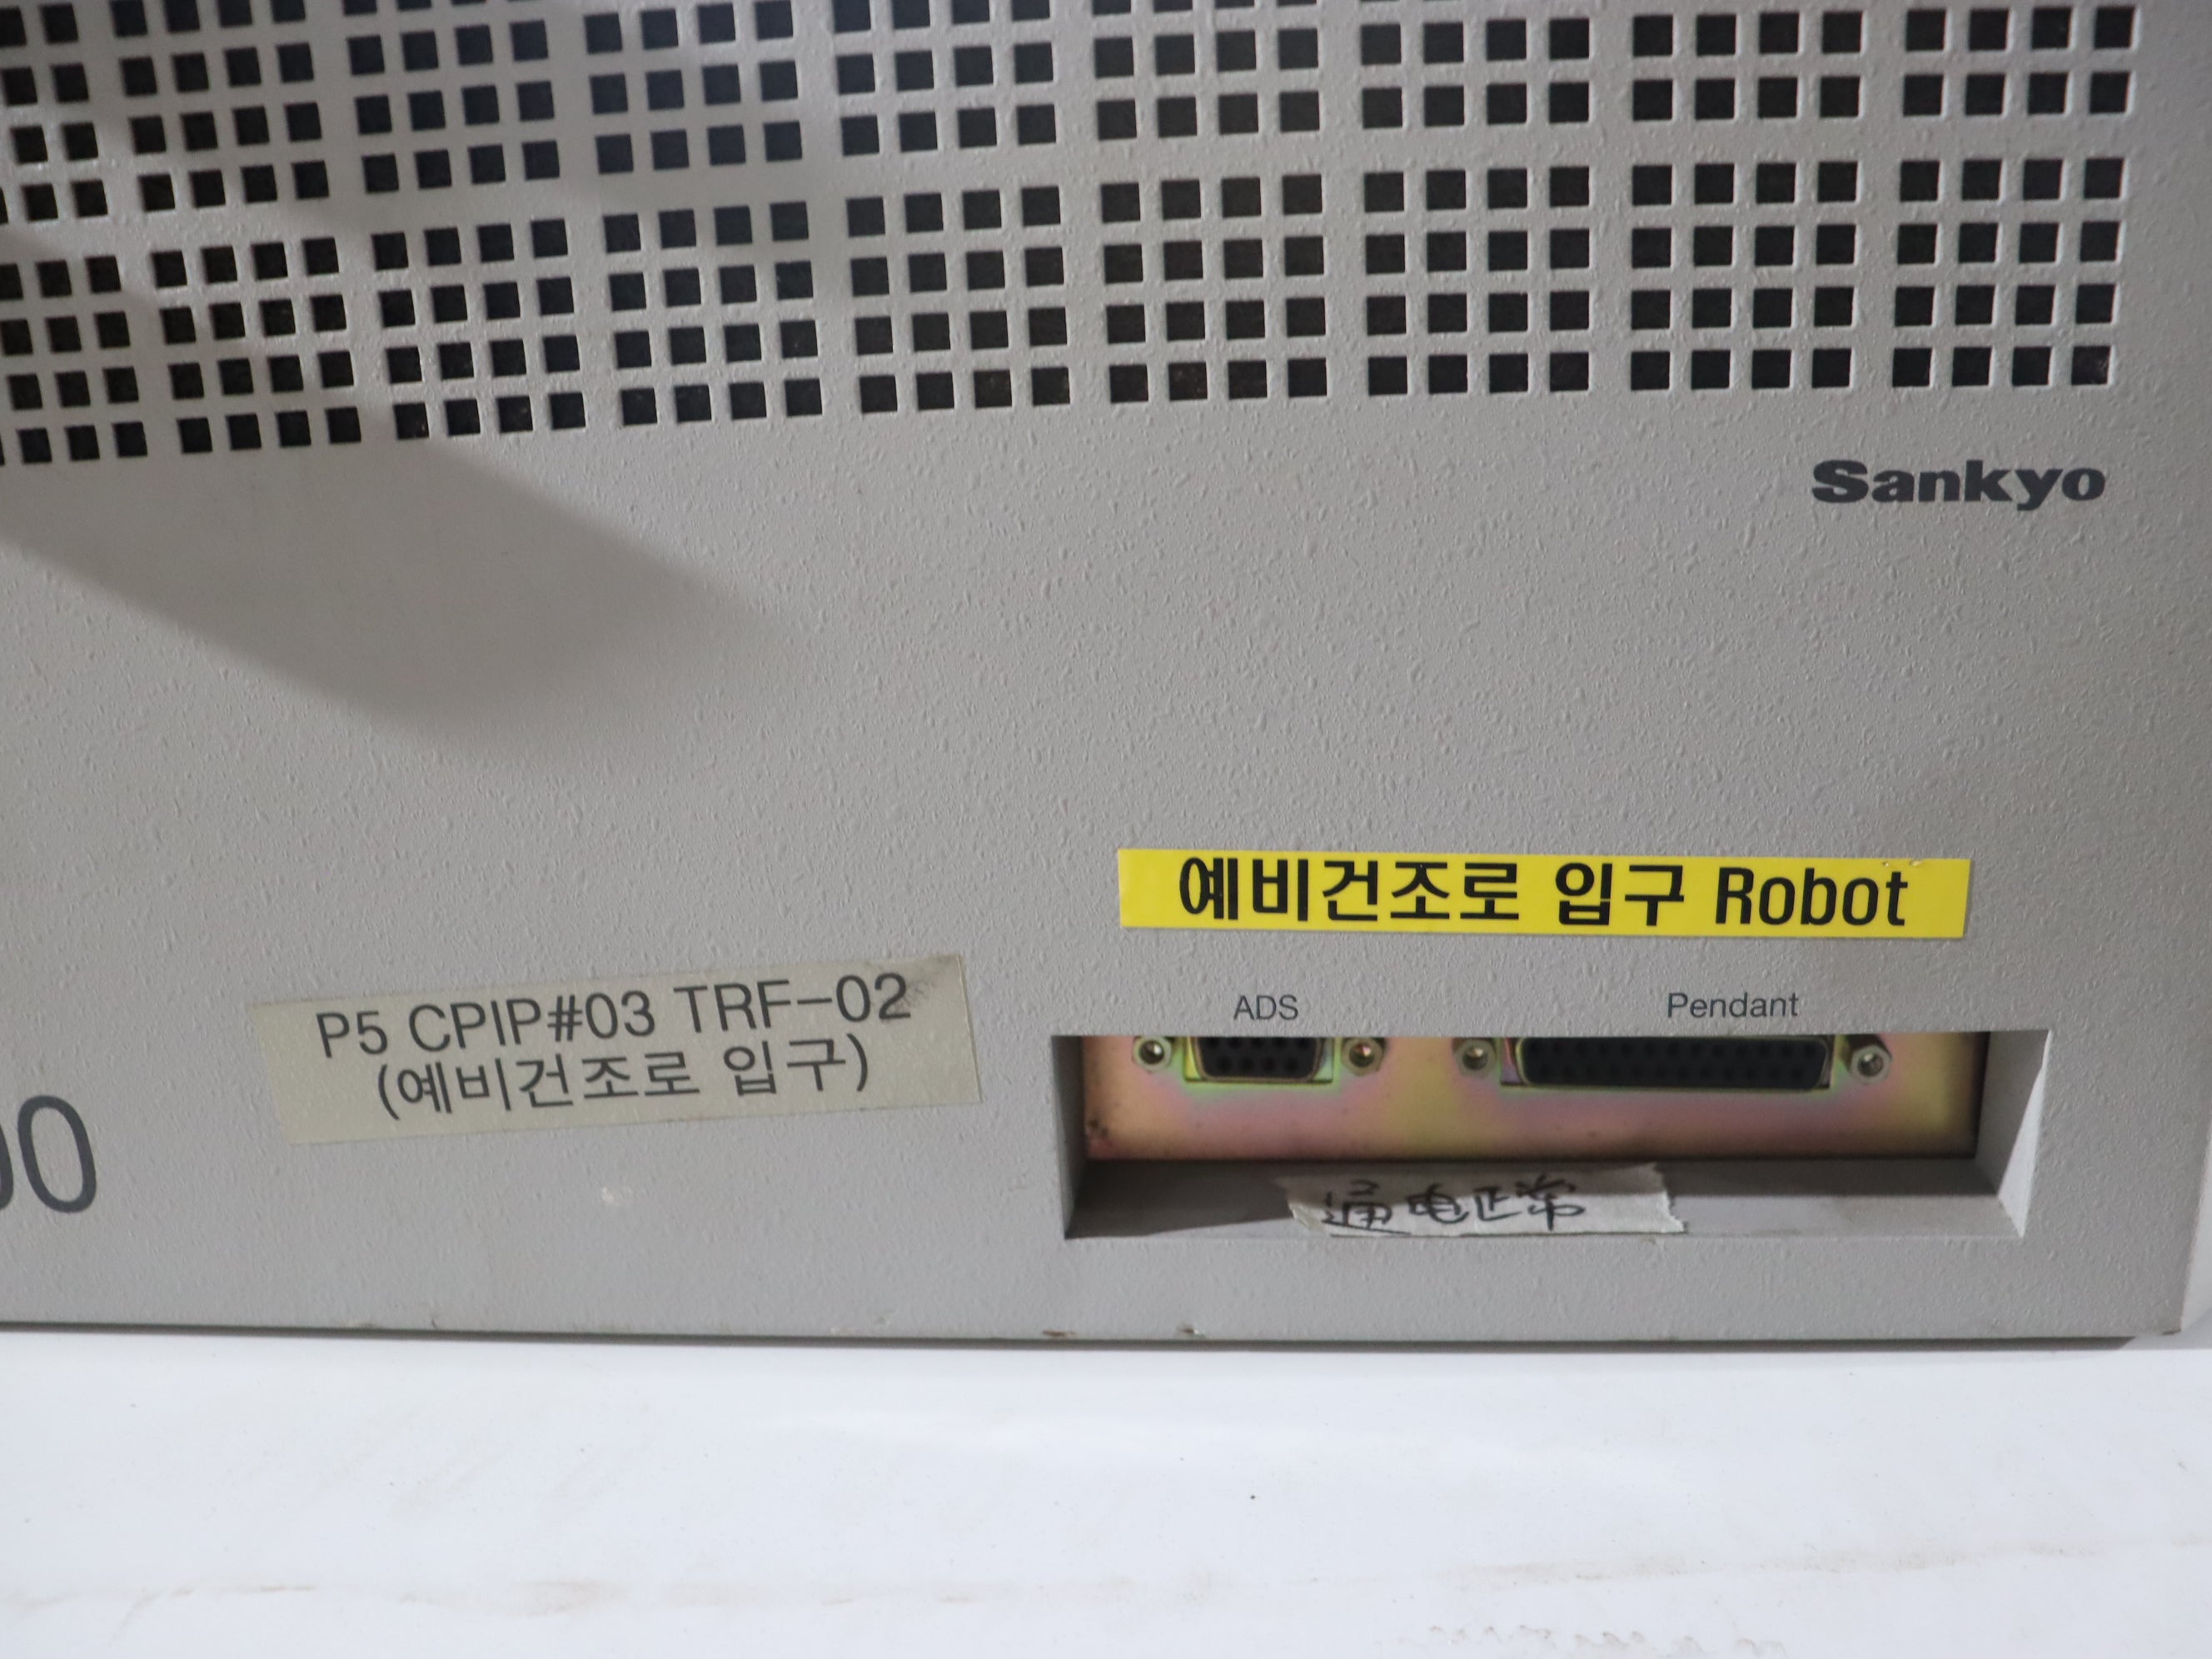 Sankyo
예비건조로 입구 Robot
ADS
Pendant
P5 CPIP#03 TRF-02
(예비건조로 입구)
00
通电正常